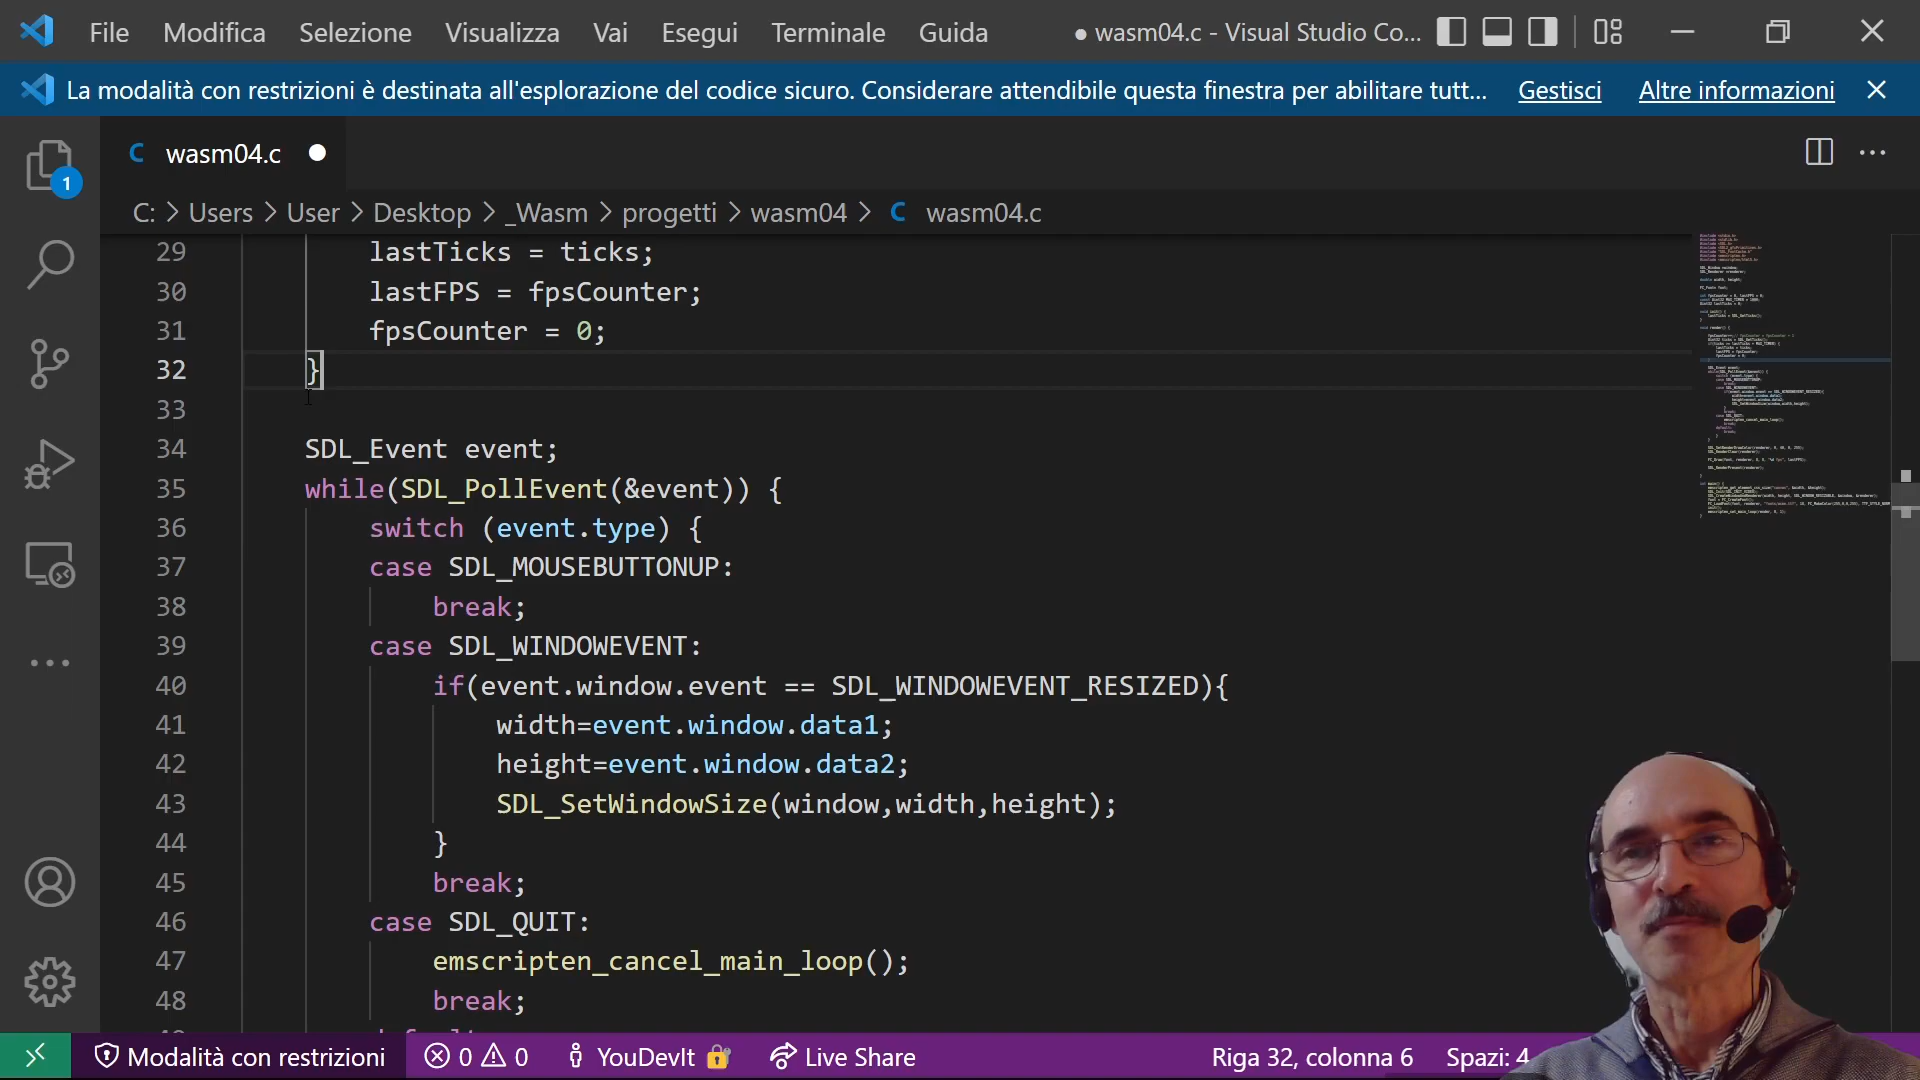 File Modifica Selezione Visualizza Vai Esegui Terminale Guida ● wasm04.c - Visual Studio Co...
La modalità con restrizioni è destinata all'esplorazione del codice sicuro. Considerare attendibile questa finestra per abilitare tutt... Gestisci Altre informazioni
1
C wasm04.c
C: > Users > User > Desktop > _Wasm > progetti > wasm04 > C wasm04.c
29 lastTicks = ticks;
30 lastFPS = fpsCounter;
31 fpsCounter = 0;
32 }
33
34 SDL_Event event;
35 while(SDL_PollEvent(&event)) {
36 switch (event.type) {
37 case SDL_MOUSEBUTTONUP:
38 break;
39 case SDL_WINDOWEVENT:
40 if(event.window.event == SDL_WINDOWEVENT_RESIZED){
41 width=event.window.data1;
42 height=event.window.data2;
43 SDL_SetWindowSize(window,width,height);
44 }
45 break;
46 case SDL_QUIT:
47 emscripten_cancel_main_loop();
48 break;
Modalità con restrizioni 0 0 YouDevIt Live Share Riga 32, colonna 6 Spazi: 4